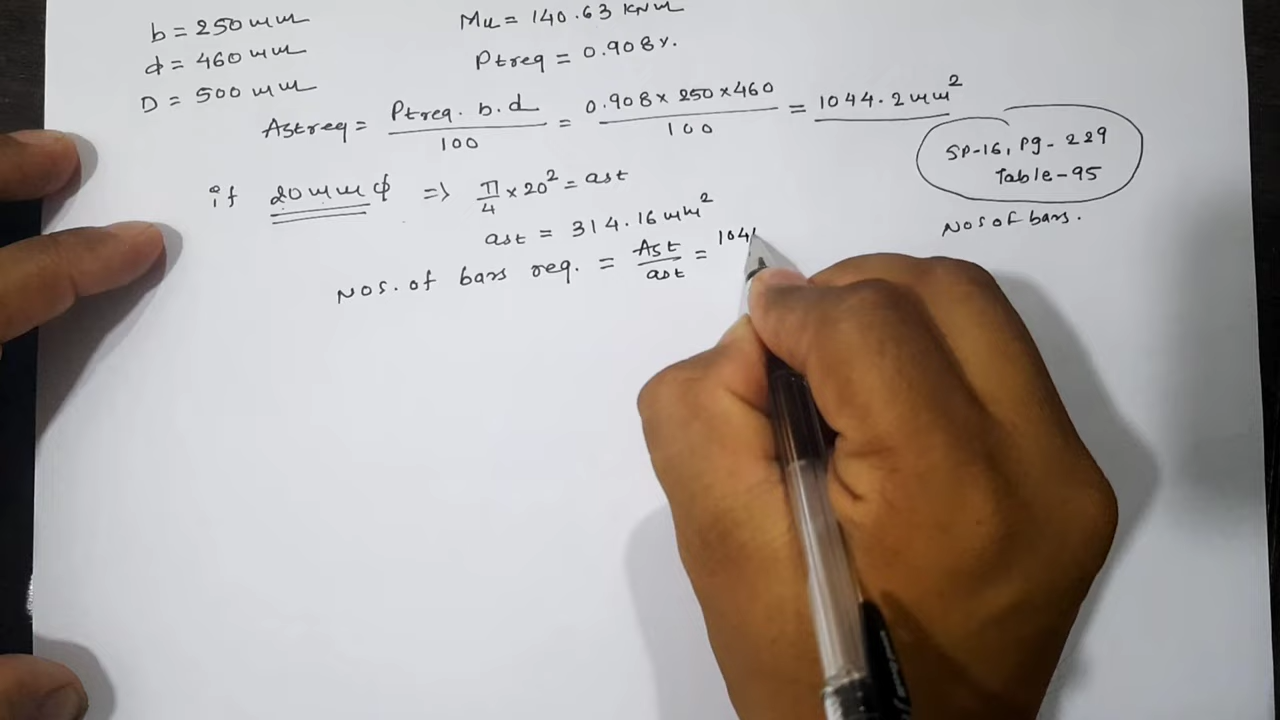 b = 250 mm
d = 460 mm
D = 500 mm
Mu = 140.63 KNm
Ptreq = 0.908%.
Astreq = Ptreq. b.d / 100 = 0.908 × 250 × 460 / 100 = 1044.2 mm²
SP-16, Pg - 229
Table-95
Nos of bars.
if 20 mm ϕ => π/4 × 20² = ast
ast = 314.16 mm²
Nos. of bars req. = Ast / ast = 104